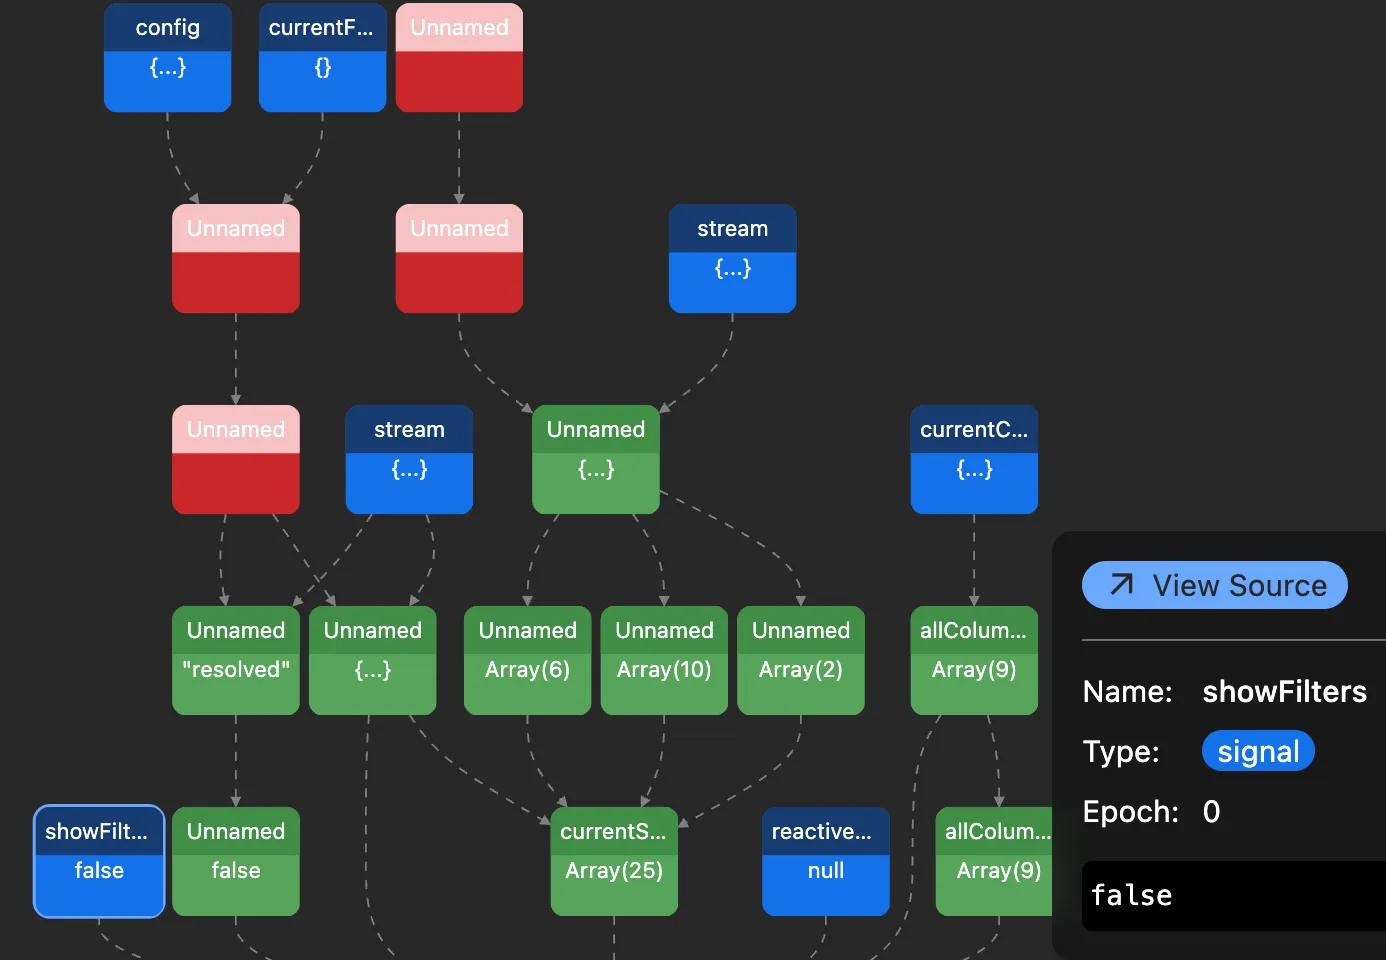 config
{...}
currentF...
{}
Unnamed
Unnamed
Unnamed
stream
{...}
Unnamed
stream
{...}
Unnamed
{...}
currentC...
{...}
Unnamed
"resolved"
Unnamed
{...}
Unnamed
Array(6)
Unnamed
Array(10)
Unnamed
Array(2)
allColum...
Array(9)
showFilt...
false
Unnamed
false
currentS...
Array(25)
reactive...
null
allColum...
Array(9)
View Source
Name: showFilters
Type: signal
Epoch: 0
false